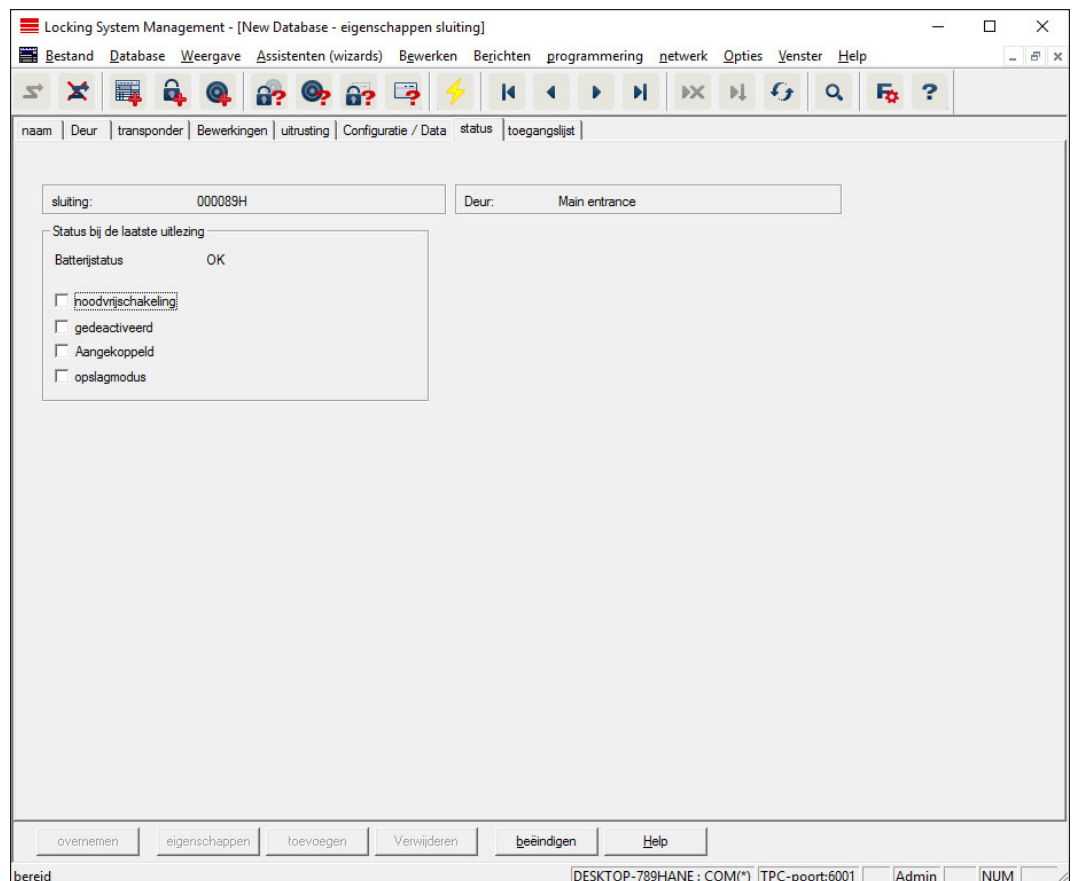 Locking System Management - [New Database - eigenschappen sluiting]
Bestand Database Weergave Assistenten (wizards) Bewerken Berichten programmering netwerk Opties Venster Help
naam Deur transponder Bewerkingen uitrusting Configuratie / Data status toegangslijst
sluiting: 000089H Deur: Main entrance
Status bij de laatste uitlezing
Batterijstatus OK
noodvrijschakeling
gedeactiveerd
Aangekoppeld
opslagmodus
overnemen eigenschappen toevoegen Verwijderen beëindigen Help
bereid DESKTOP-789HANE : COM(*) TPC-poort:6001 Admin NUM